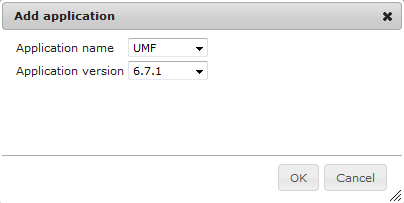 Add application
Application name UMF
Application version 6.7.1
OK Cancel